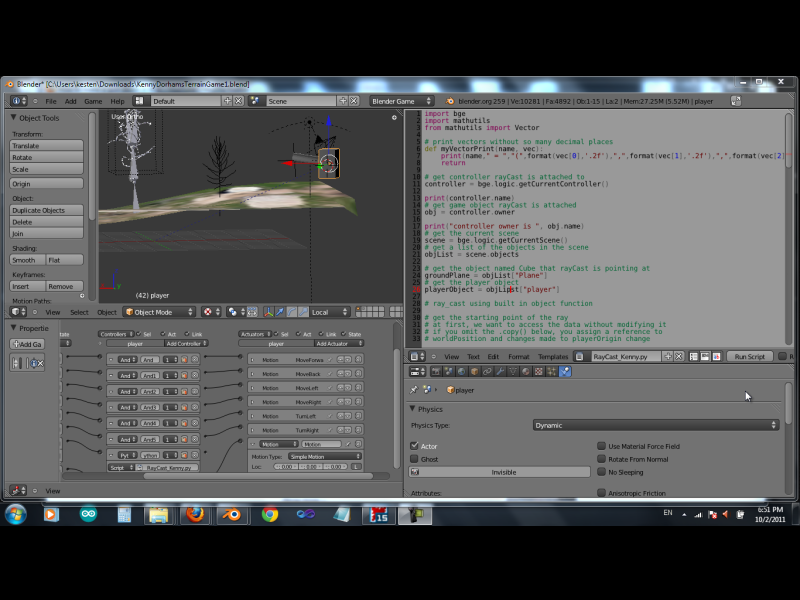 Blender* [C:\Users\kesten\Downloads\KennyDorhamsTerrainGame1.blend]
File Add Game Help Default Scene Blender Game blender.org 259 | Ve:10281 | Fa:4892 | Ob:1-15 | La:2 | Mem:27.25M (5.52M) | player
Object Tools
Transform:
Translate
Rotate
Scale
Origin
Object:
Duplicate Objects
Delete
Join
Shading:
Smooth Flat
Keyframes:
Insert Remove
Motion Paths:
User Ortho
(42) player
View Select Object Object Mode Local
1 import bge
2 import mathutils
3 from mathutils import Vector
4
5 # print vectors without so many decimal places
6 def myVectorPrint(name, vec):
7 print(name," = ","(",format(vec[0],'.2f'),",",format(vec[1],'.2f'),",",format(vec[2]
8 return
9
10 # get controller rayCast is attached to
11 controller = bge.logic.getCurrentController()
12
13 print(controller.name)
14 # get game object rayCast is attached
15 obj = controller.owner
16
17 print("controller owner is ", obj.name)
18 # get the current scene
19 scene = bge.logic.getCurrentScene()
20 # get a list of the objects in the scene
21 objList = scene.objects
22
23 # get the object named Cube that rayCast is pointing at
24 groundPlane = objList["Plane"]
25 # get the player object
26 playerObject = objList["player"]
27
28 # ray_cast using built in object function
29
30 # get the starting point of the ray
31 # at first, we want to access the data without modifying it
32 # if you omit the .copy() below, you assign a reference to
33 # worldPosition and changes made to playerOrigin change
View Text Edit Format Templates RayCast_Kenny.py Run Script R
Propertie
Add Ga
state Controllers Sel Act Link
player Add Controller
And And 1
And And1 1
And And2 1
And And3 1
And And4 1
And And5 1
Pyt ython 1
Script RayCast_Kenny.py
Actuators Sel Act Link State
player Add Actuator
Motion MoveForwa
Motion MoveBack
Motion MoveLeft
Motion MoveRight
Motion TurnLeft
Motion TurnRight
Motion Motion
Motion Type: Simple Motion
Loc: 0.00 0.00 0.00 L
View
player
Physics
Physics Type: Dynamic
Actor Use Material Force Field
Ghost Rotate From Normal
Invisible No Sleeping
Attributes: Anisotropic Friction
EN 6:51 PM
10/2/2011